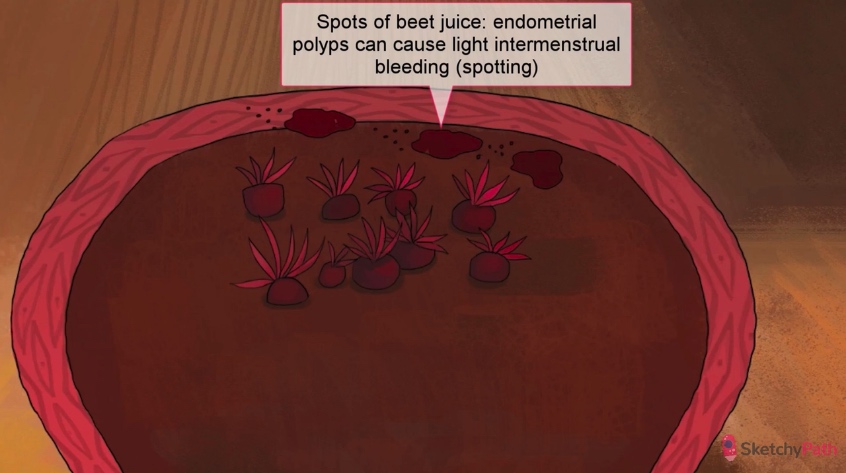 Spots of beet juice: endometrial
polyps can cause light intermenstrual
bleeding (spotting)
SketchyPath